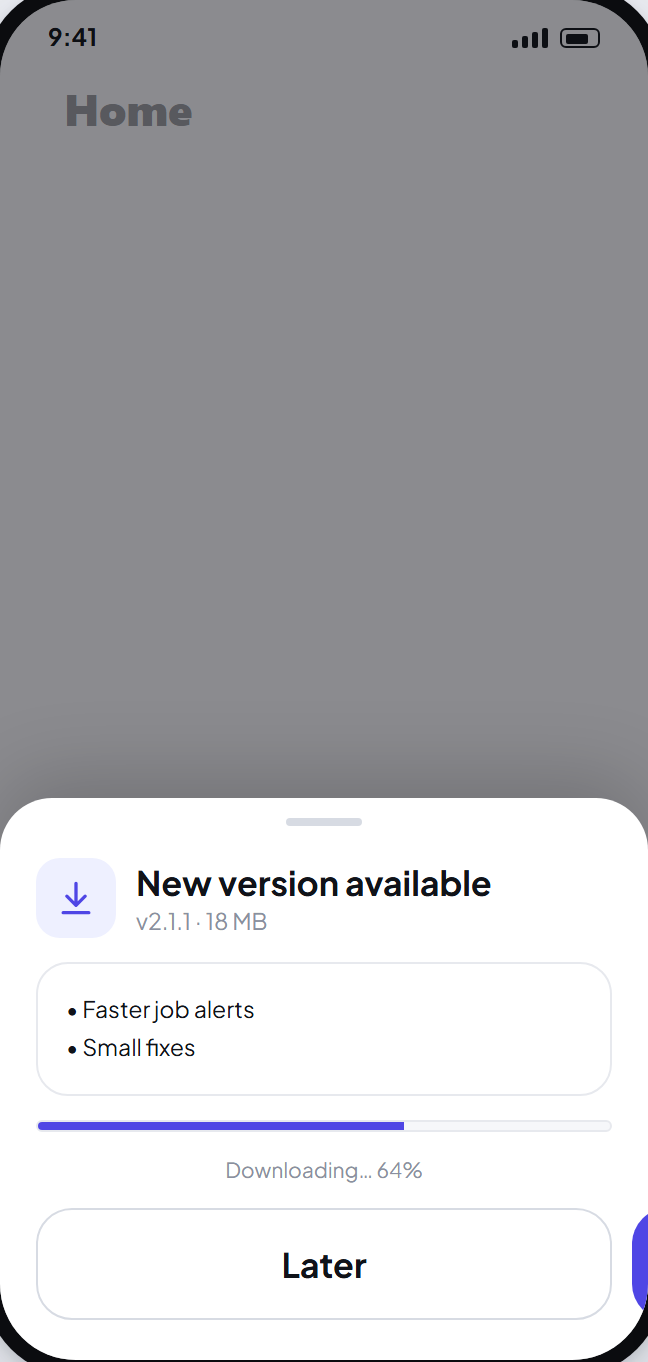 9:41
Home
New version available
v2.1.1 · 18 MB
• Faster job alerts
• Small fixes
Downloading... 64%
Later